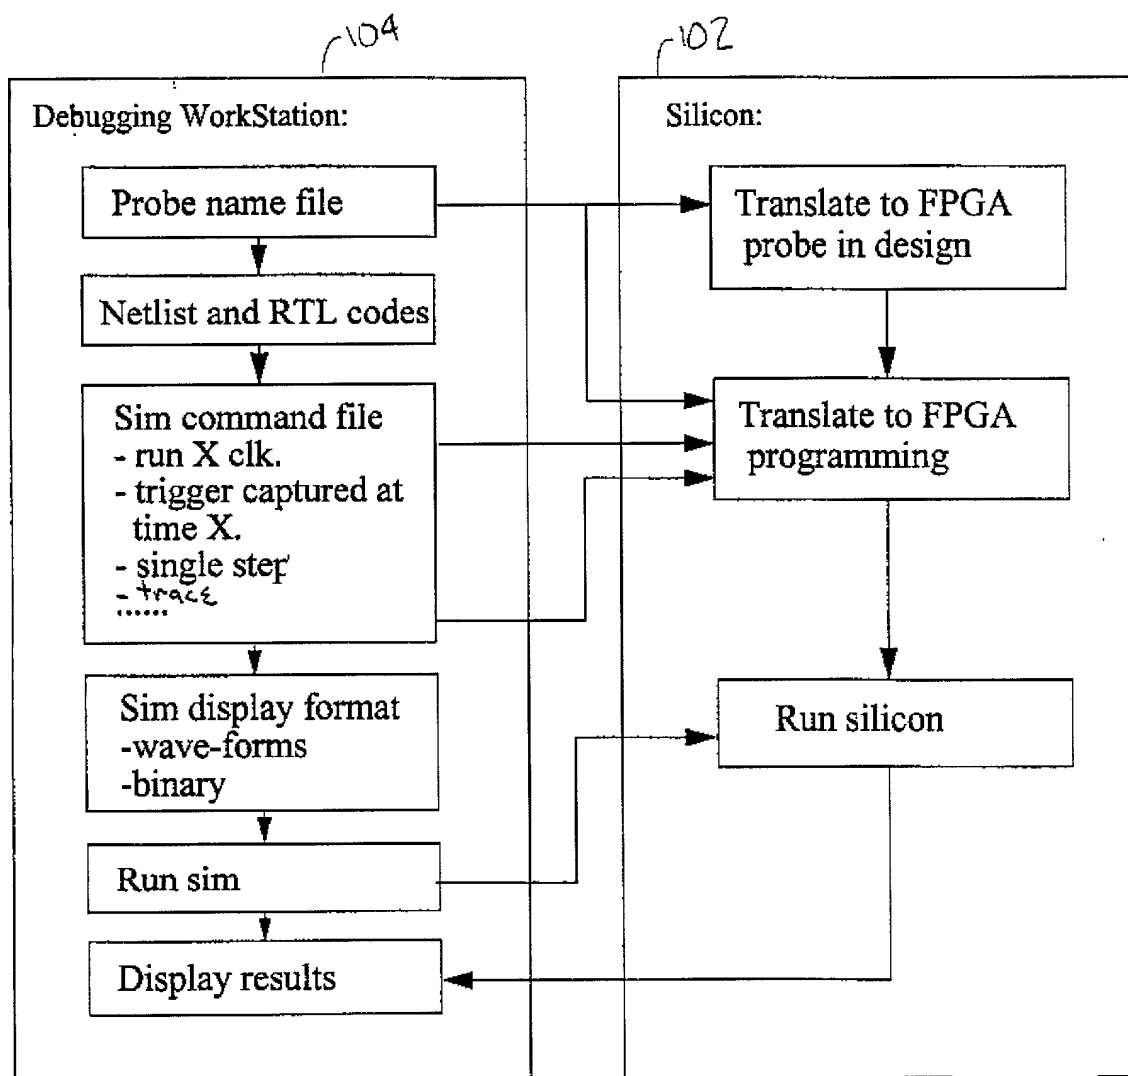 104
102
Debugging WorkStation:
Probe name file
Netlist and RTL codes
Sim command file
- run X clk.
- trigger captured at
time X.
- single step
- trace
......
Sim display format
-wave-forms
-binary
Run sim
Display results
Silicon:
Translate to FPGA
probe in design
Translate to FPGA
programming
Run silicon